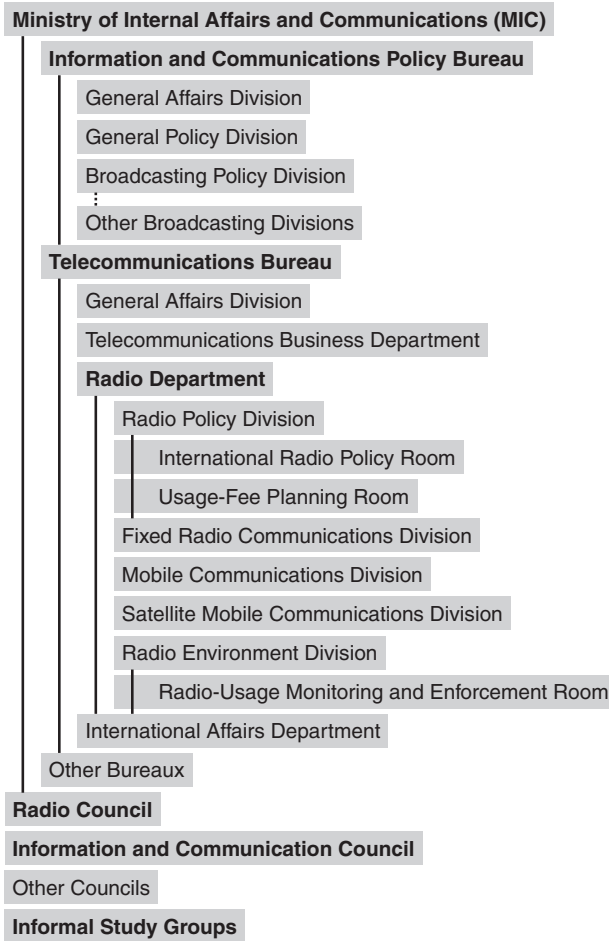 Ministry of Internal Affairs and Communications (MIC)
Information and Communications Policy Bureau
General Affairs Division
General Policy Division
Broadcasting Policy Division
Other Broadcasting Divisions
Telecommunications Bureau
General Affairs Division
Telecommunications Business Department
Radio Department
Radio Policy Division
International Radio Policy Room
Usage-Fee Planning Room
Fixed Radio Communications Division
Mobile Communications Division
Satellite Mobile Communications Division
Radio Environment Division
Radio-Usage Monitoring and Enforcement Room
International Affairs Department
Other Bureaux
Radio Council
Information and Communication Council
Other Councils
Informal Study Groups